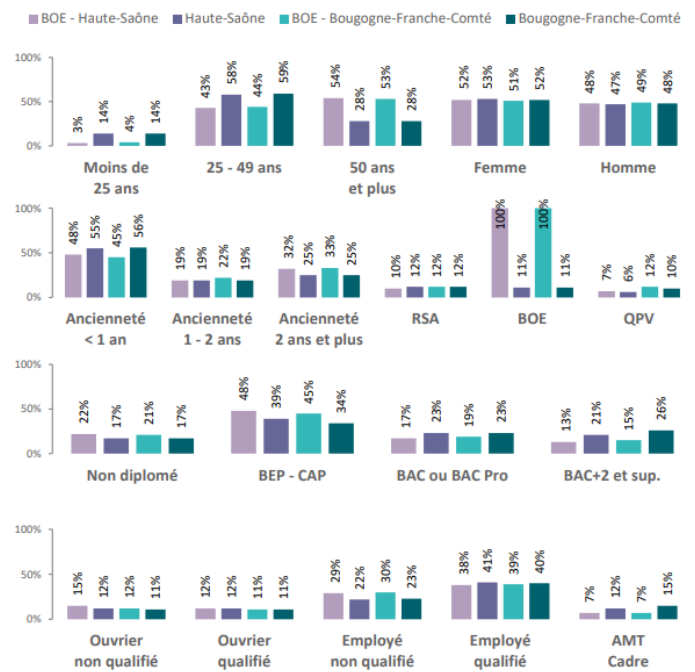 BOE - Haute-Saône Haute-Saône BOE - Bougogne-Franche-Comté Bougogne-Franche-Comté
100%
50%
0%
3% 14% 4% 14%
43% 58% 44% 59%
54% 28% 53% 28%
52% 53% 51% 52%
48% 47% 49% 48%
Moins de 25 - 49 ans 50 ans Femme Homme
25 ans et plus
100%
50%
0%
48% 55% 45% 56%
19% 19% 22% 19%
32% 25% 33% 25%
10% 12% 12% 12%
100% 11% 100% 11%
7% 6% 12% 10%
Ancienneté Ancienneté Ancienneté RSA BOE QPV
< 1 an 1 - 2 ans 2 ans et plus
100%
50%
0%
22% 17% 21% 17%
48% 39% 45% 34%
17% 23% 19% 23%
13% 21% 15% 26%
Non diplomé BEP - CAP BAC ou BAC Pro BAC+2 et sup.
100%
50%
0%
15% 12% 12% 11%
12% 12% 11% 11%
29% 22% 30% 23%
38% 41% 39% 40%
7% 12% 7% 15%
Ouvrier Ouvrier Employé Employé AMT
non qualifié qualifié non qualifié qualifié Cadre